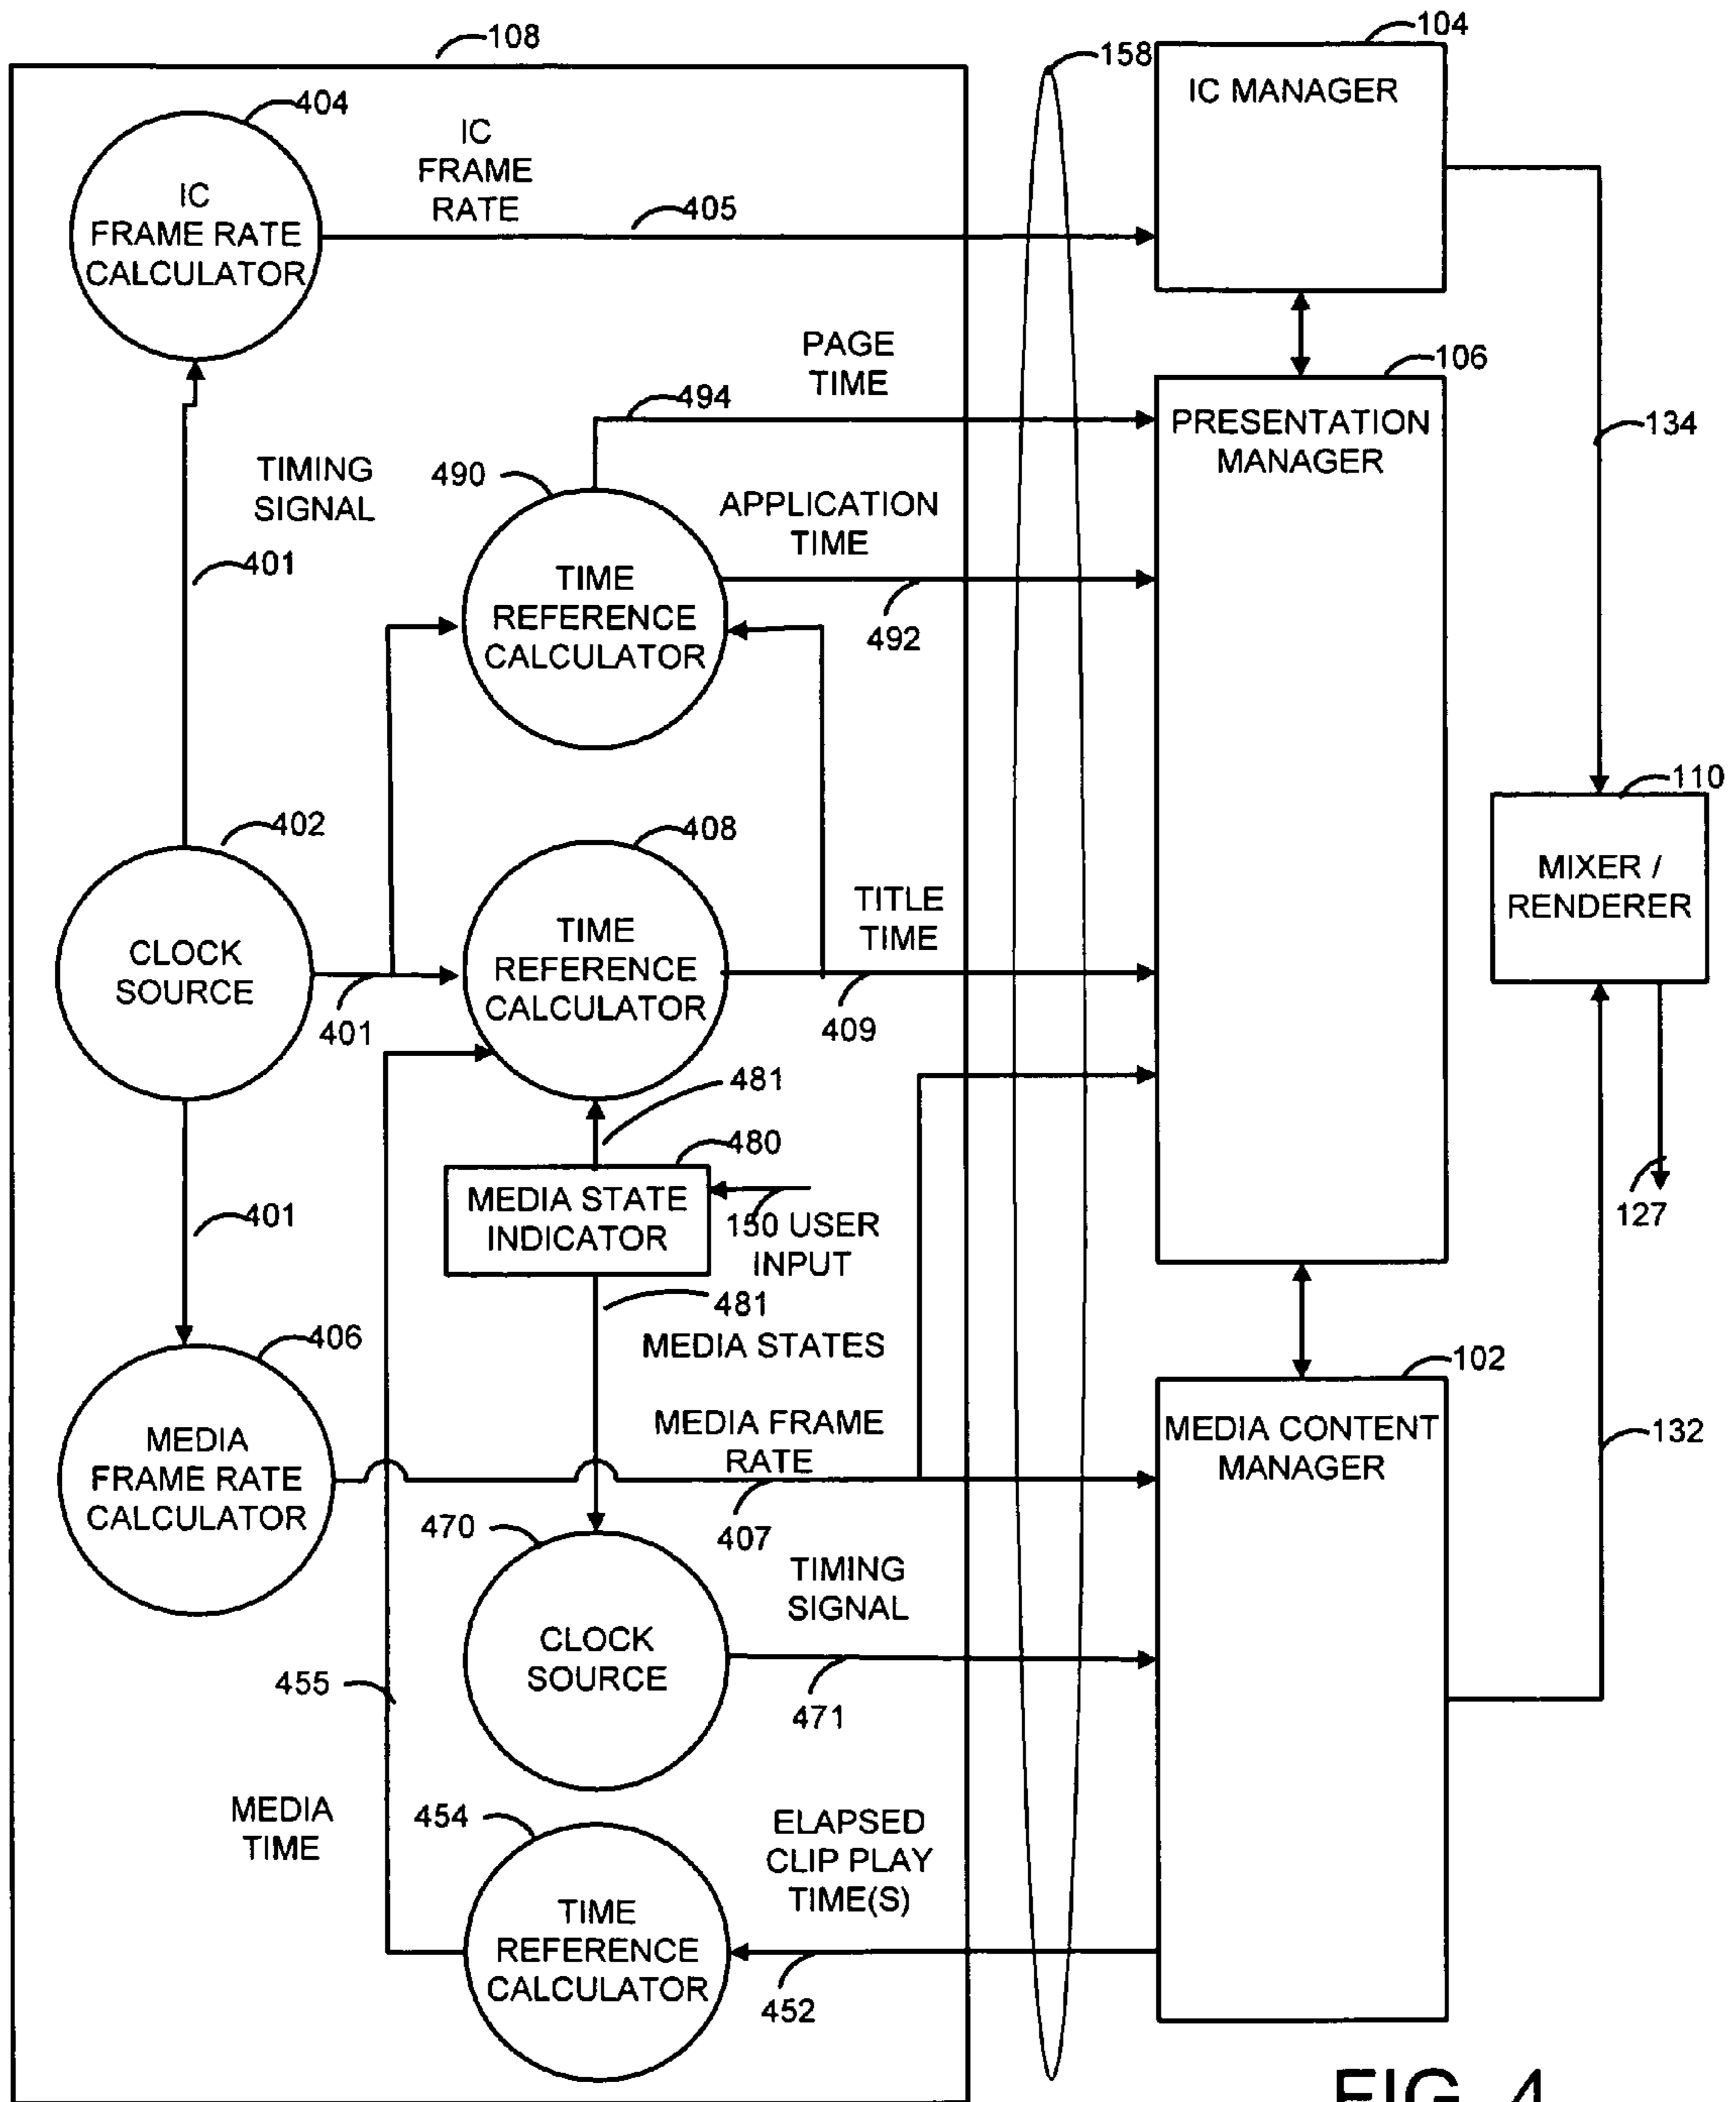 108
104
158
IC MANAGER
404
IC
FRAME
RATE
IC
FRAME RATE
CALCULATOR
405
PAGE
TIME
106
494
PRESENTATION
MANAGER
134
TIMING
SIGNAL
490
APPLICATION
TIME
401
TIME
REFERENCE
CALCULATOR
492
110
402
408
MIXER /
RENDERER
TITLE
TIME
CLOCK
SOURCE
TIME
REFERENCE
CALCULATOR
401
409
481
480
MEDIA STATE
INDICATOR
150 USER
INPUT
401
127
481
MEDIA STATES
406
102
MEDIA FRAME
RATE
MEDIA CONTENT
MANAGER
132
MEDIA
FRAME RATE
CALCULATOR
470
407
TIMING
SIGNAL
CLOCK
SOURCE
455
471
MEDIA
TIME
454
ELAPSED
CLIP PLAY
TIME(S)
TIME
REFERENCE
CALCULATOR
452
FIG. 4